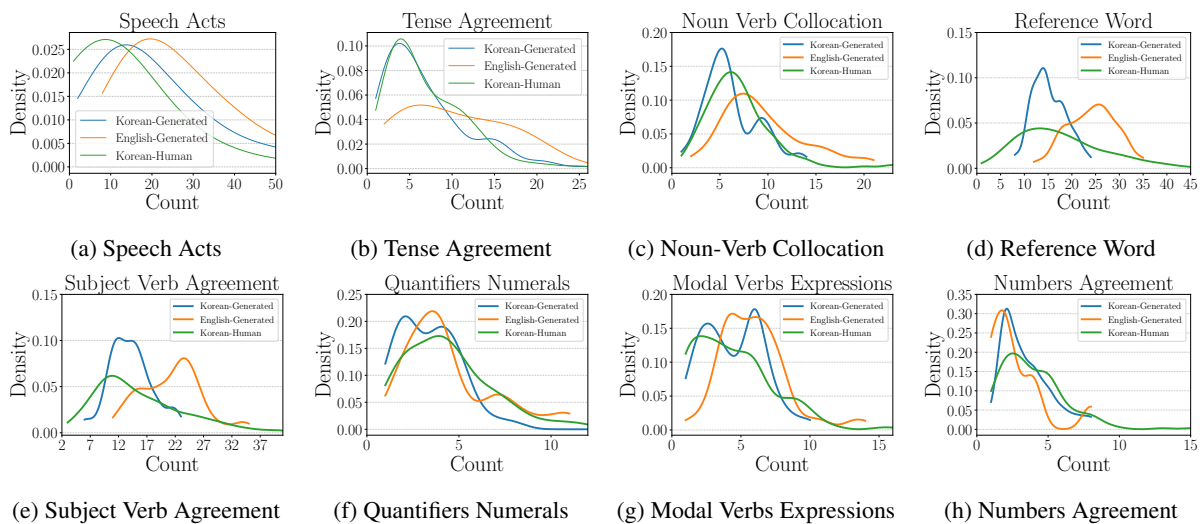 Speech Acts
Density
0.025
0.020
0.015
0.010
0.005
0.000
Korean-Generated
English-Generated
Korean-Human
0 10 20 30 40 50
Count
(a) Speech Acts
Tense Agreement
Density
0.10
0.08
0.06
0.04
0.02
0.00
Korean-Generated
English-Generated
Korean-Human
0 5 10 15 20 25
Count
(b) Tense Agreement
Noun Verb Collocation
Density
0.20
0.15
0.10
0.05
0.00
Korean-Generated
English-Generated
Korean-Human
0 5 10 15 20
Count
(c) Noun-Verb Collocation
Reference Word
Density
0.15
0.10
0.05
0.00
Korean-Generated
English-Generated
Korean-Human
0 5 10 15 20 25 30 35 40 45
Count
(d) Reference Word
Subject Verb Agreement
Density
0.15
0.10
0.05
0.00
Korean-Generated
English-Generated
Korean-Human
2 7 12 17 22 27 32 37
Count
(e) Subject Verb Agreement
Quantifiers Numerals
Density
0.25
0.20
0.15
0.10
0.05
0.00
Korean-Generated
English-Generated
Korean-Human
0 5 10
Count
(f) Quantifiers Numerals
Modal Verbs Expressions
Density
0.20
0.15
0.10
0.05
0.00
Korean-Generated
English-Generated
Korean-Human
0 5 10 15
Count
(g) Modal Verbs Expressions
Numbers Agreement
Density
0.35
0.30
0.25
0.20
0.15
0.10
0.05
0.00
Korean-Generated
English-Generated
Korean-Human
0 5 10 15
Count
(h) Numbers Agreement